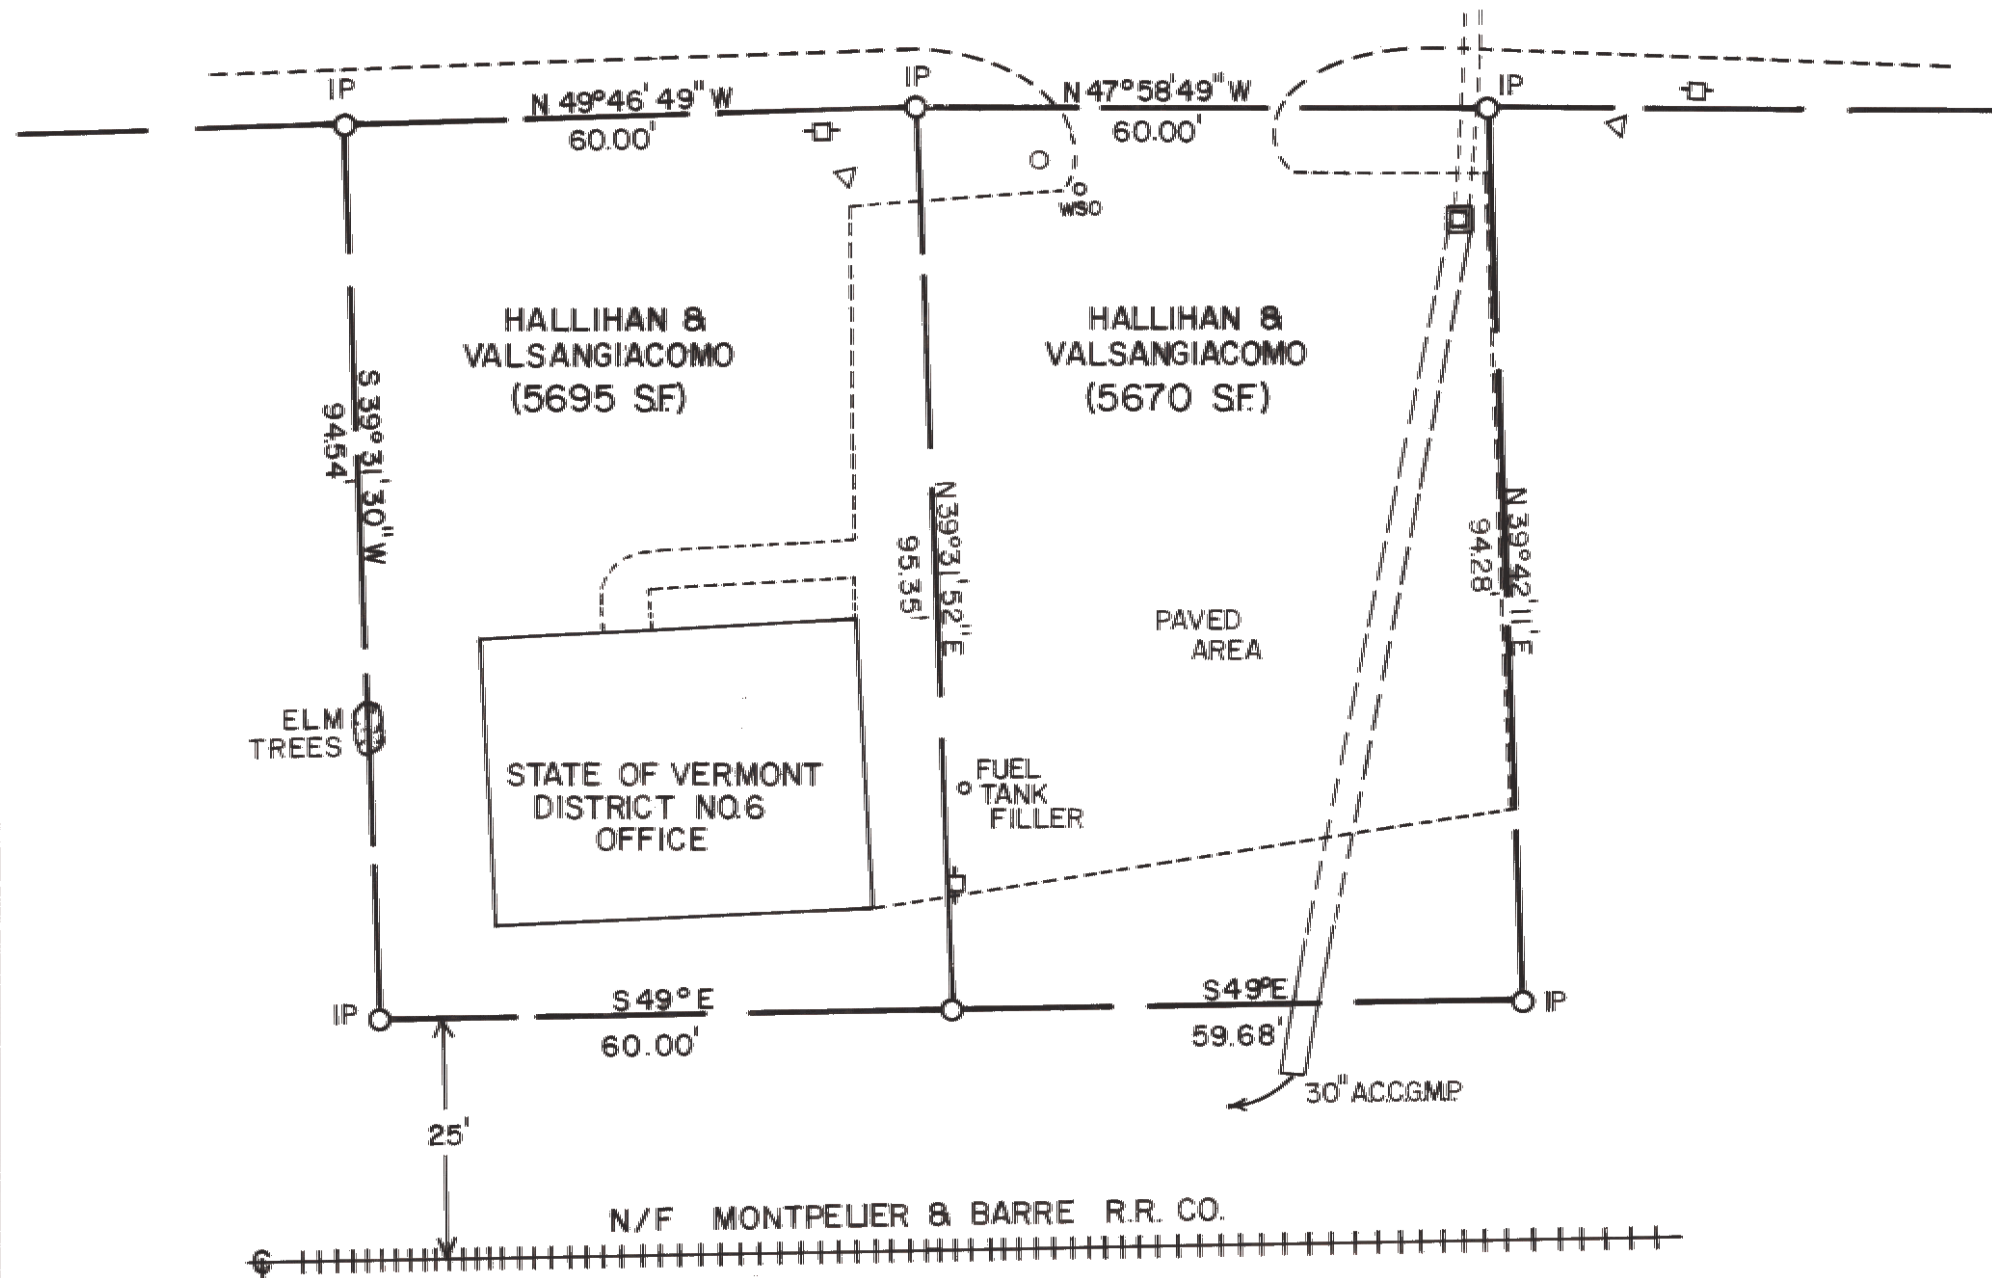 IP
N 49°46' 49" W
60.00'
IP
N 47°58'49" W
60.00'
IP
WSO
HALLIHAN &
VALSANGIACOMO
(5695 S.F.)
HALLIHAN &
VALSANGIACOMO
(5670 S.F.)
S 39° 31' 30" W
94.54'
N 39°31' 52" E
95.35'
N 39°42' 11" E
94.28'
PAVED
AREA
ELM
TREES
STATE OF VERMONT
DISTRICT NO.6
OFFICE
FUEL
TANK
FILLER
IP
S 49° E
60.00'
S 49° E
59.68'
IP
30" A.C.C.G.M.P.
25'
N/F MONTPELIER & BARRE R.R. CO.